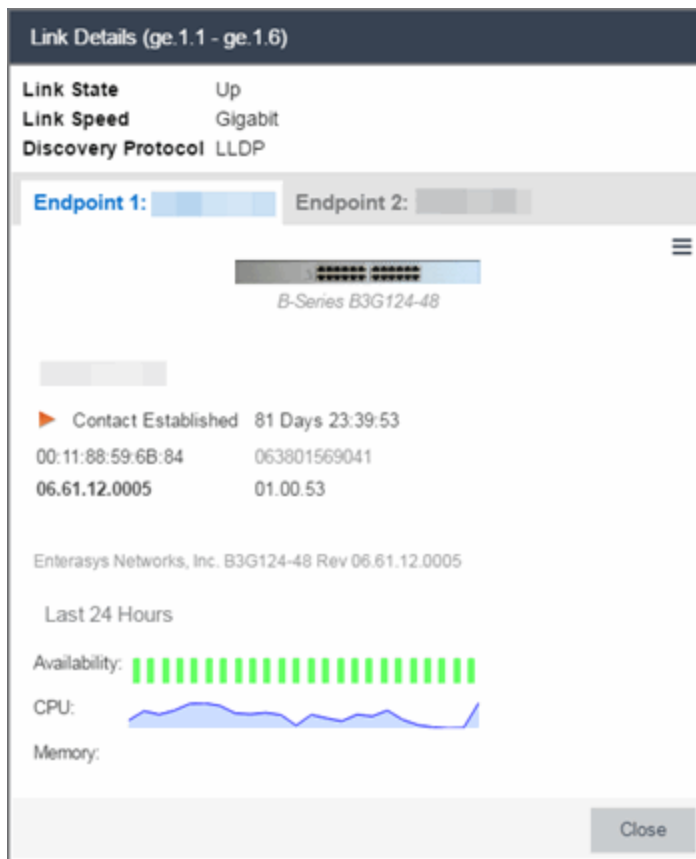 Link Details (ge.1.1 - ge.1.6)
Link State Up
Link Speed Gigabit
Discovery Protocol LLDP
Endpoint 1: Endpoint 2:
B-Series B3G124-48
Contact Established 81 Days 23:39:53
00:11:88:59:6B:84 063801569041
06.61.12.0005 01.00.53
Enterasys Networks, Inc. B3G124-48 Rev 06.61.12.0005
Last 24 Hours
Availability:
CPU:
Memory:
Close